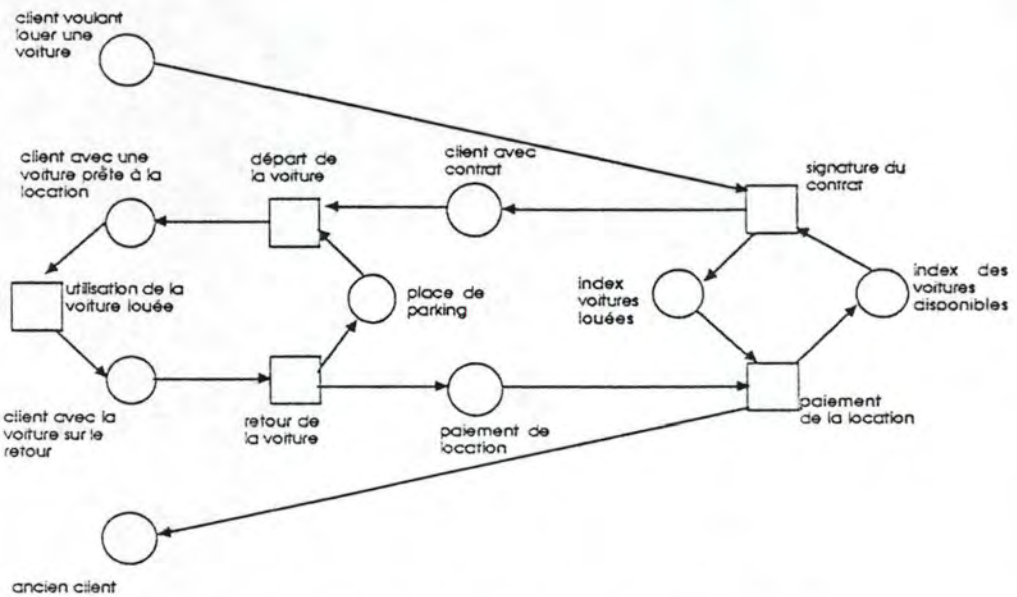 client voulant
louer une
voiture
client avec une
voiture prête à la
location
départ de
la voiture
client avec
contrat
signature du
contrat
utilisation de la
voiture louée
place de
parking
index
voitures
louées
index des
voitures
disponibles
client avec la
voiture sur le
retour
retour de
la voiture
paiement de
location
paiement
de la location
ancien client